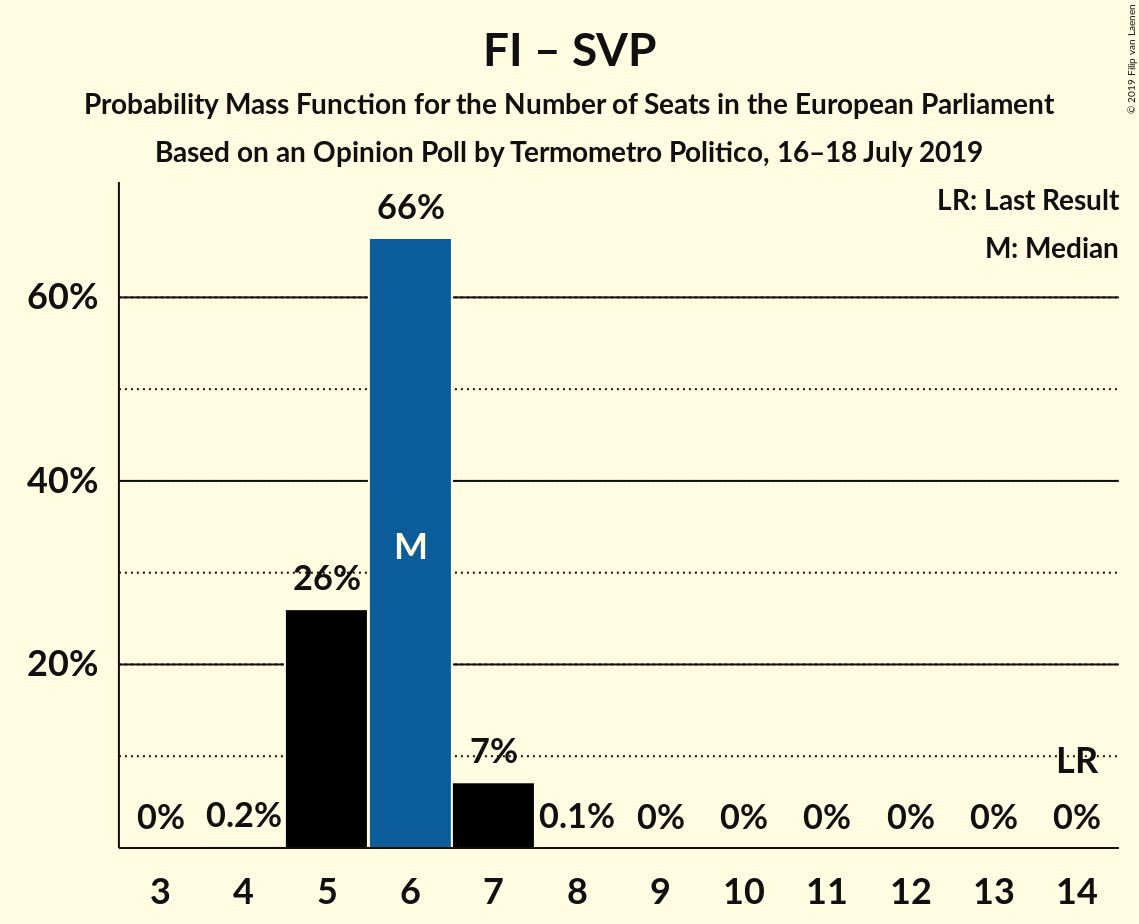 FI – SVP
Probability Mass Function for the Number of Seats in the European Parliament
Based on an Opinion Poll by Termometro Politico, 16–18 July 2019
© 2019 Filip van Laenen
LR: Last Result
M: Median
66%
60%
40%
M
26%
20%
7%
LR
0% 0.2% 0.1% 0% 0% 0% 0% 0% 0%
3 4 5 6 7 8 9 10 11 12 13 14